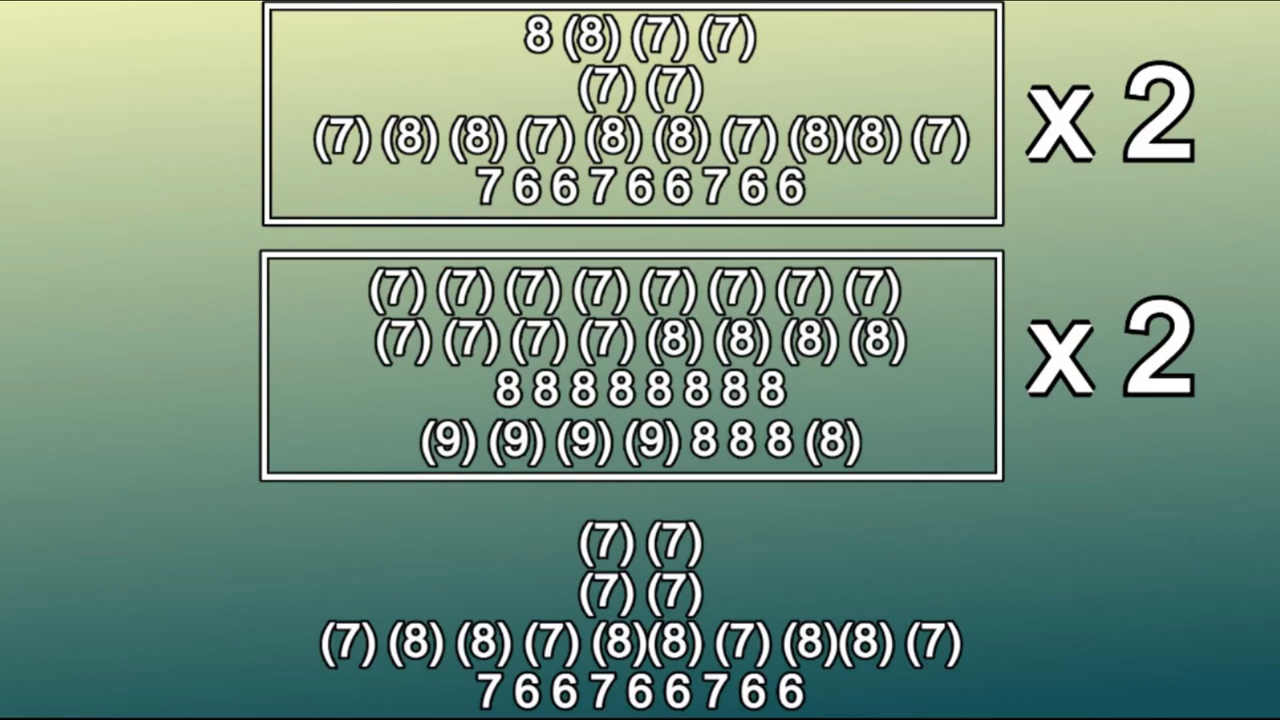 8 (8) (7) (7)
(7) (7)
(7) (8) (8) (7) (8) (8) (7) (8)(8) (7)
7 6 6 7 6 6 7 6 6
x 2
(7) (7) (7) (7) (7) (7) (7) (7)
(7) (7) (7) (7) (8) (8) (8) (8)
8 8 8 8 8 8 8 8
(9) (9) (9) (9) 8 8 8 (8)
x 2
(7) (7)
(7) (7)
(7) (8) (8) (7) (8)(8) (7) (8)(8) (7)
7 6 6 7 6 6 7 6 6